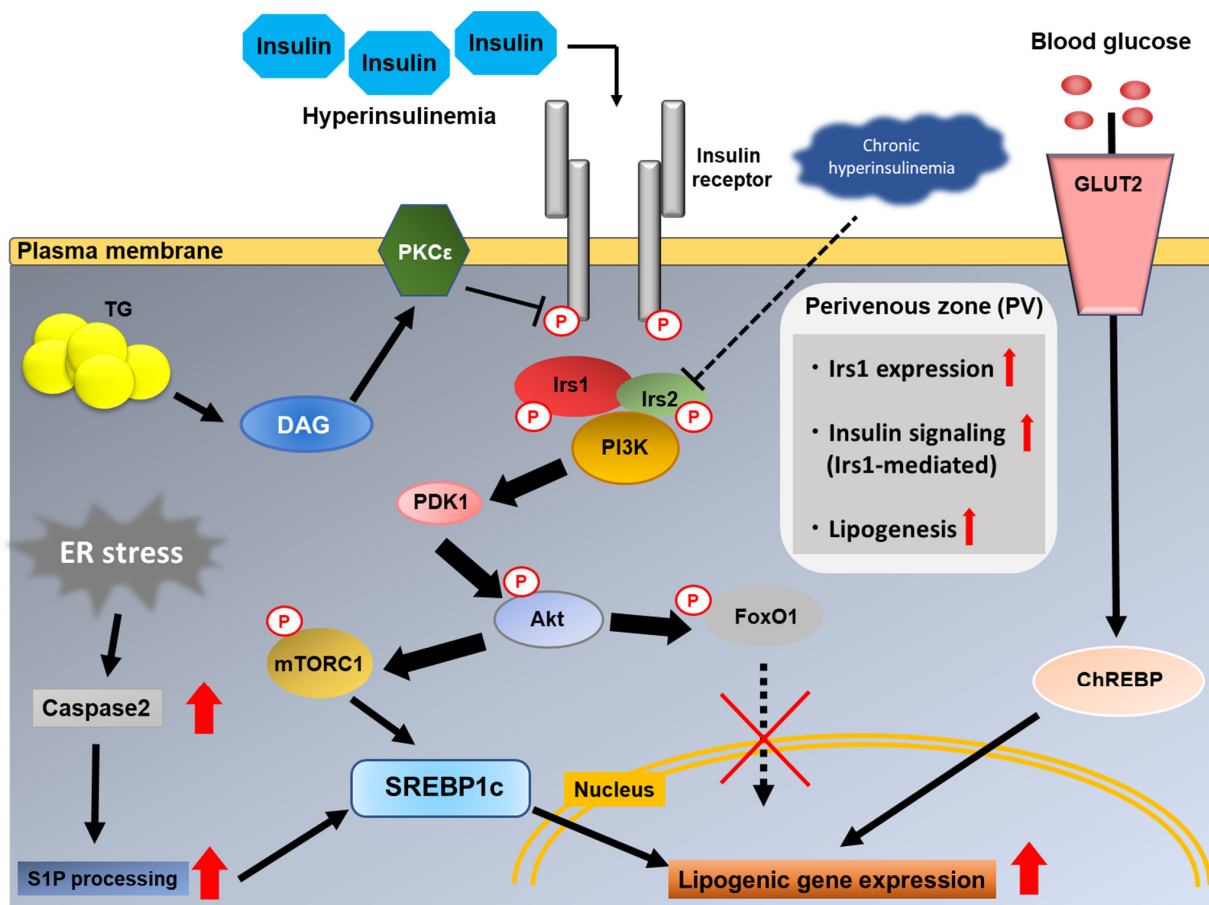 Insulin
Insulin
Insulin
Hyperinsulinemia
Blood glucose
Insulin
receptor
Chronic
hyperinsulinemia
GLUT2
Plasma membrane
PKCε
TG
P
P
Perivenous zone (PV)
· Irs1 expression
· Insulin signaling
(Irs1-mediated)
· Lipogenesis
DAG
Irs1
Irs2
P
P
PI3K
PDK1
ER stress
P
Akt
P
FoxO1
P
mTORC1
ChREBP
Caspase2
SREBP1c
Nucleus
S1P processing
Lipogenic gene expression